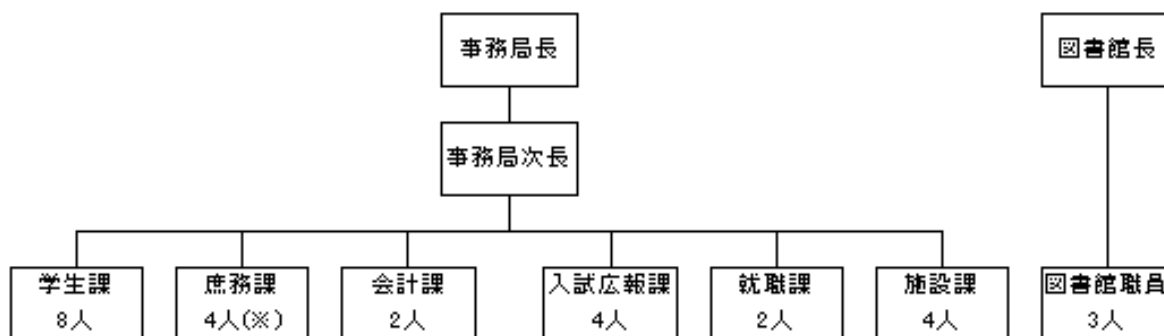 事務局長
図書館長
事務局次長
学生課
8人
庶務課
4人(※)
会計課
2人
入試広報課
4人
就職課
2人
施設課
4人
図書館職員
3人